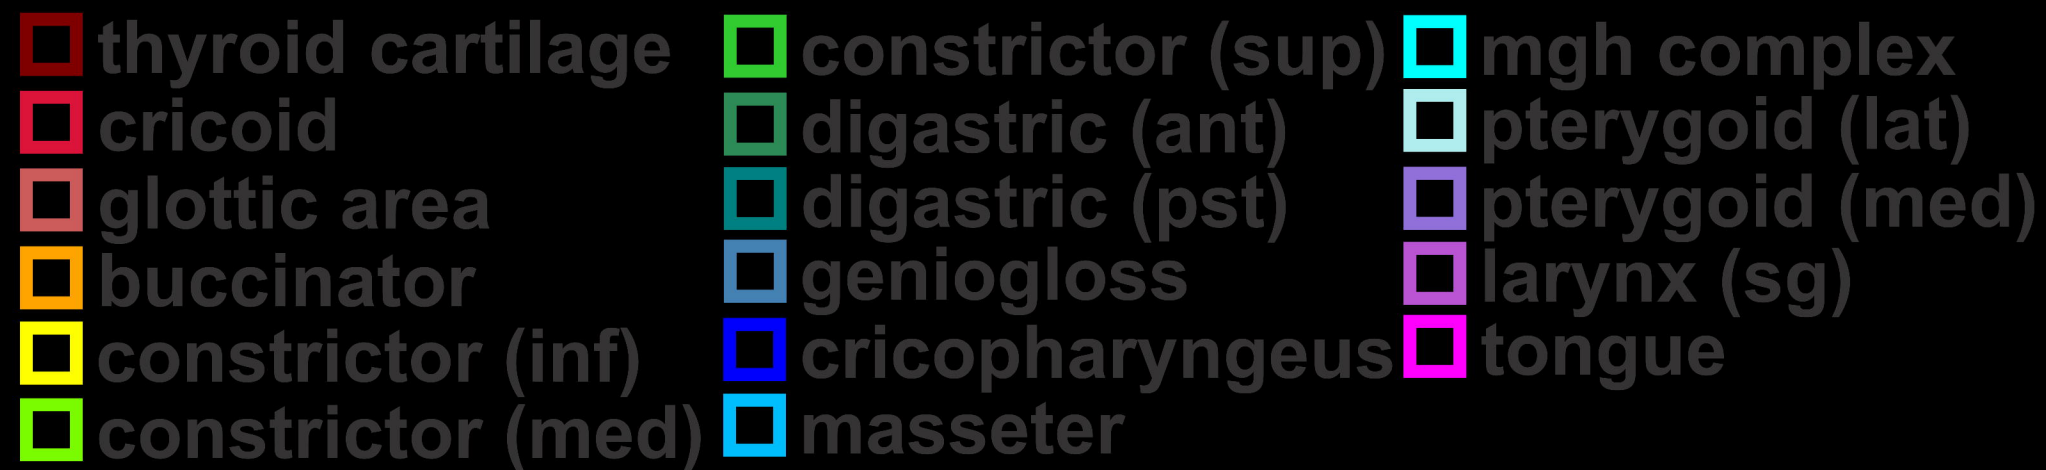 thyroid cartilage
cricoid
glottic area
buccinator
constrictor (inf)
constrictor (med)
constrictor (sup)
digastric (ant)
digastric (pst)
geniogloss
cricopharyngeus
masseter
mgh complex
pterygoid (lat)
pterygoid (med)
larynx (sg)
tongue